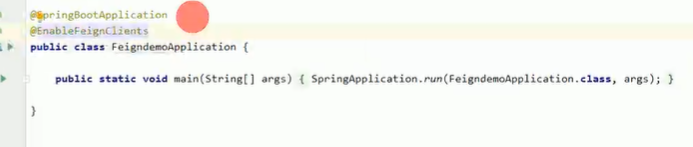 @SpringBootApplication
@EnableFeignClients
public class FeigndemoApplication {
public static void main(String[] args) { SpringApplication.run(FeigndemoApplication.class, args); }
}